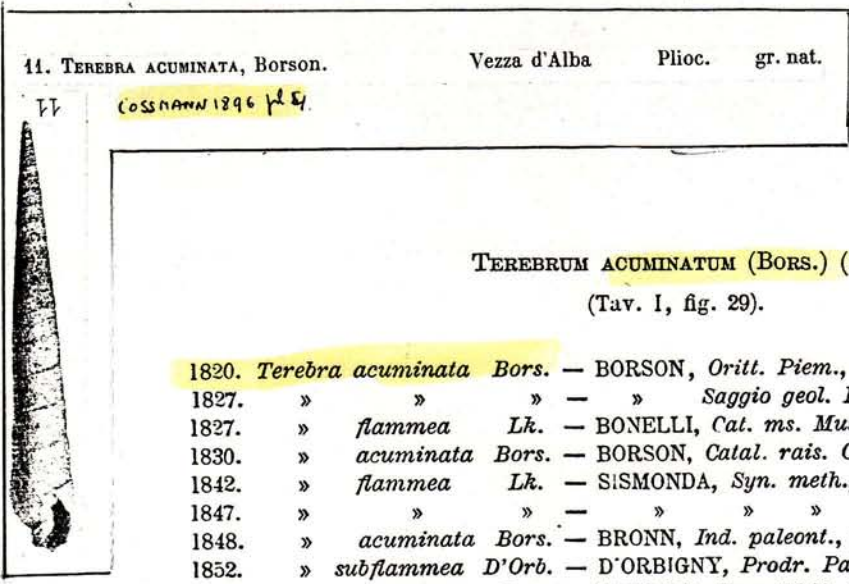 11. TEREBRA ACUMINATA, Borson. Vezza d'Alba Plioc. gr. nat.
11 COSSMANN 1896 pl 5
TEREBRUM ACUMINATUM (BORS.) (
(Tav. I, fig. 29).
1820. Terebra acuminata Bors. — BORSON, Oritt. Piem.,
1827. » » » — » Saggio geol.
1827. » flammea Lk. — BONELLI, Cat. ms.
1830. » acuminata Bors. — BORSON, Catal. rais.
1842. » flammea Lk. — SISMONDA, Syn. meth.
1847. » » » — » » »
1848. » acuminata Bors. — BRONN, Ind. paleont.,
1852. » subflammea D'Orb. — D'ORBIGNY, Prodr.